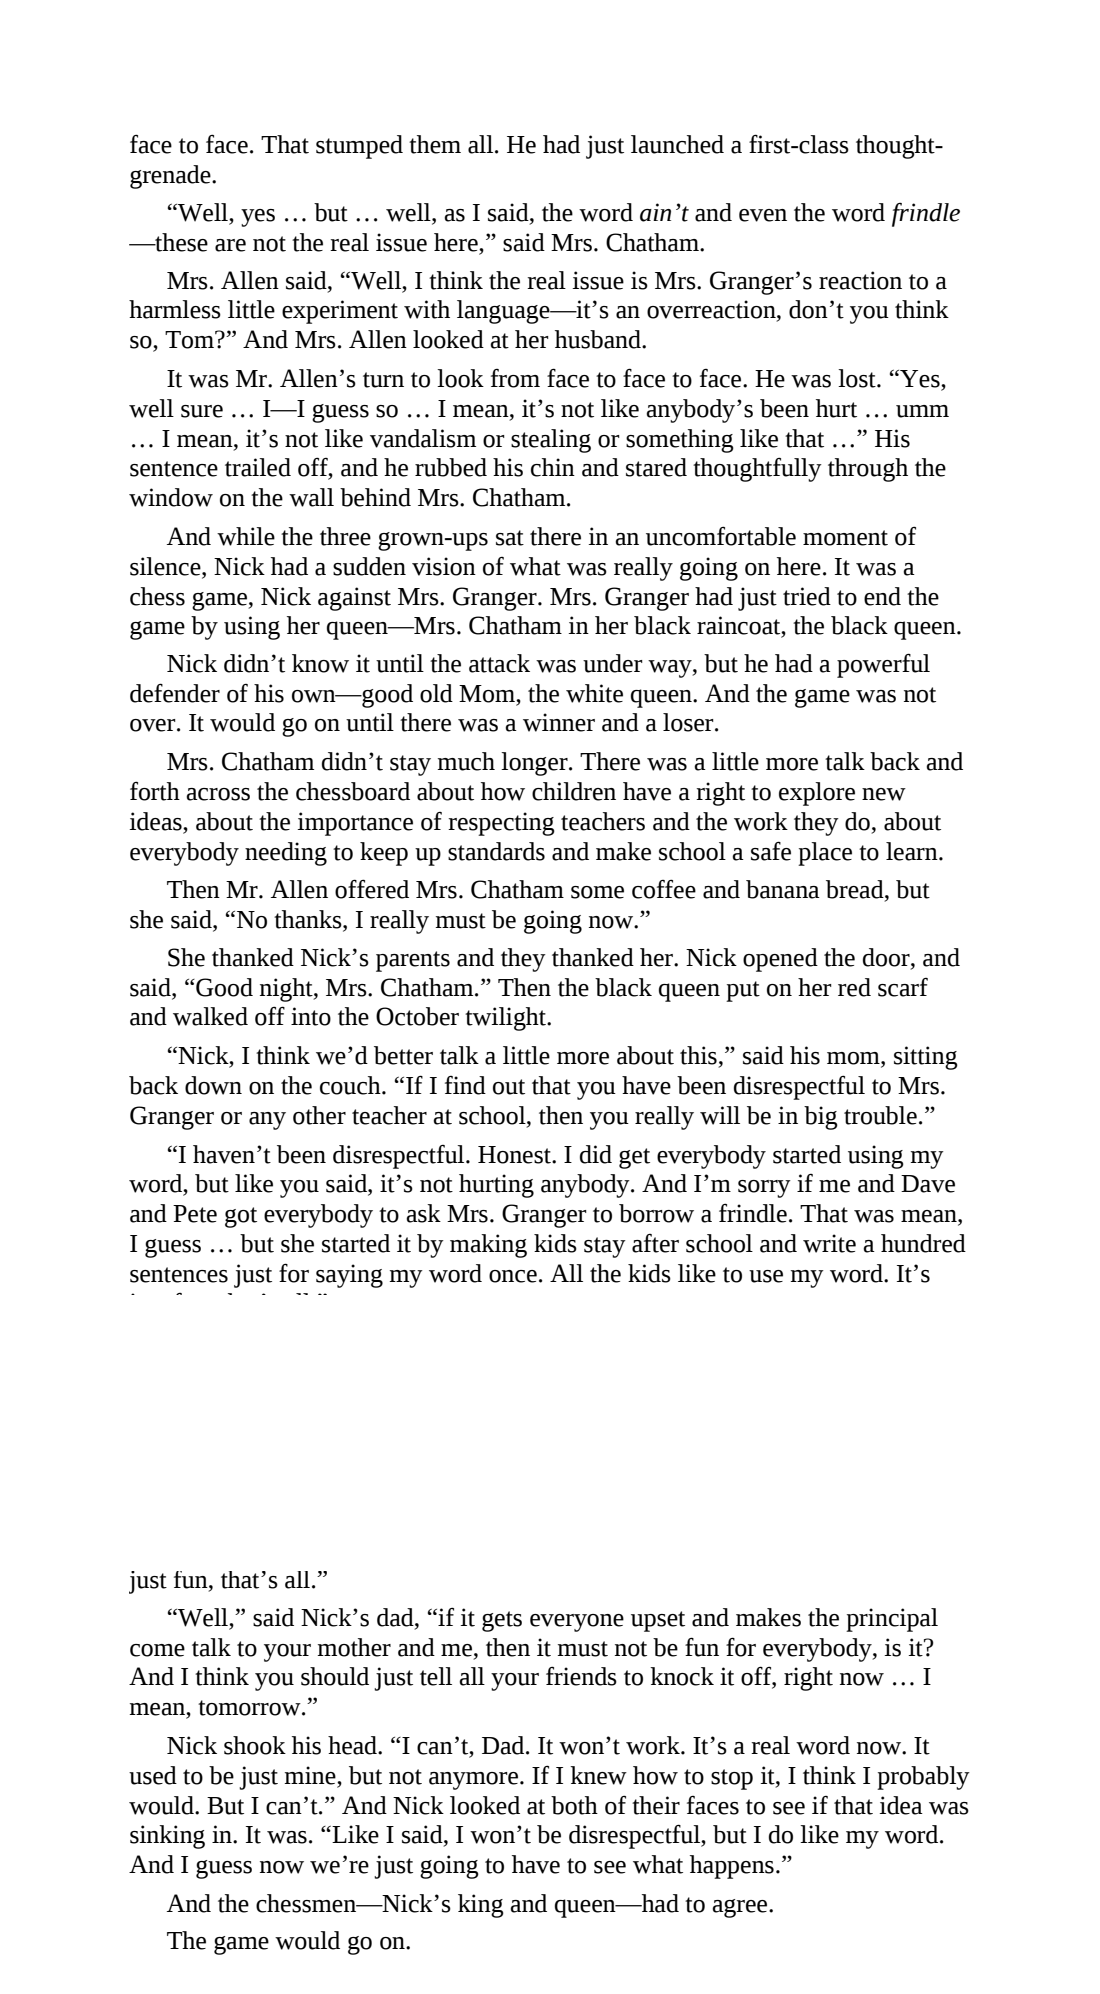 face to face. That stumped them all. He had just launched a first-class thought-
grenade.
“Well, yes … but … well, as I said, the word ain’t and even the word frindle
—these are not the real issue here,” said Mrs. Chatham.
Mrs. Allen said, “Well, I think the real issue is Mrs. Granger’s reaction to a
harmless little experiment with language—it’s an overreaction, don’t you think
so, Tom?” And Mrs. Allen looked at her husband.
It was Mr. Allen’s turn to look from face to face to face. He was lost. “Yes,
well sure … I—I guess so … I mean, it’s not like anybody’s been hurt … umm
… I mean, it’s not like vandalism or stealing or something like that …” His
sentence trailed off, and he rubbed his chin and stared thoughtfully through the
window on the wall behind Mrs. Chatham.
And while the three grown-ups sat there in an uncomfortable moment of
silence, Nick had a sudden vision of what was really going on here. It was a
chess game, Nick against Mrs. Granger. Mrs. Granger had just tried to end the
game by using her queen—Mrs. Chatham in her black raincoat, the black queen.
Nick didn’t know it until the attack was under way, but he had a powerful
defender of his own—good old Mom, the white queen. And the game was not
over. It would go on until there was a winner and a loser.
Mrs. Chatham didn’t stay much longer. There was a little more talk back and
forth across the chessboard about how children have a right to explore new
ideas, about the importance of respecting teachers and the work they do, about
everybody needing to keep up standards and make school a safe place to learn.
Then Mr. Allen offered Mrs. Chatham some coffee and banana bread, but
she said, “No thanks, I really must be going now.”
She thanked Nick’s parents and they thanked her. Nick opened the door, and
said, “Good night, Mrs. Chatham.” Then the black queen put on her red scarf
and walked off into the October twilight.
“Nick, I think we’d better talk a little more about this,” said his mom, sitting
back down on the couch. “If I find out that you have been disrespectful to Mrs.
Granger or any other teacher at school, then you really will be in big trouble.”
“I haven’t been disrespectful. Honest. I did get everybody started using my
word, but like you said, it’s not hurting anybody. And I’m sorry if me and Dave
and Pete got everybody to ask Mrs. Granger to borrow a frindle. That was mean,
I guess … but she started it by making kids stay after school and write a hundred
sentences just for saying my word once. All the kids like to use my word. It’s
just fun, that’s all.”
“Well,” said Nick’s dad, “if it gets everyone upset and makes the principal
come talk to your mother and me, then it must not be fun for everybody, is it?
And I think you should just tell all your friends to knock it off, right now … I
mean, tomorrow.”
Nick shook his head. “I can’t, Dad. It won’t work. It’s a real word now. It
used to be just mine, but not anymore. If I knew how to stop it, I think I probably
would. But I can’t.” And Nick looked at both of their faces to see if that idea was
sinking in. It was. “Like I said, I won’t be disrespectful, but I do like my word.
And I guess now we’re just going to have to see what happens.”
And the chessmen—Nick’s king and queen—had to agree.
The game would go on.